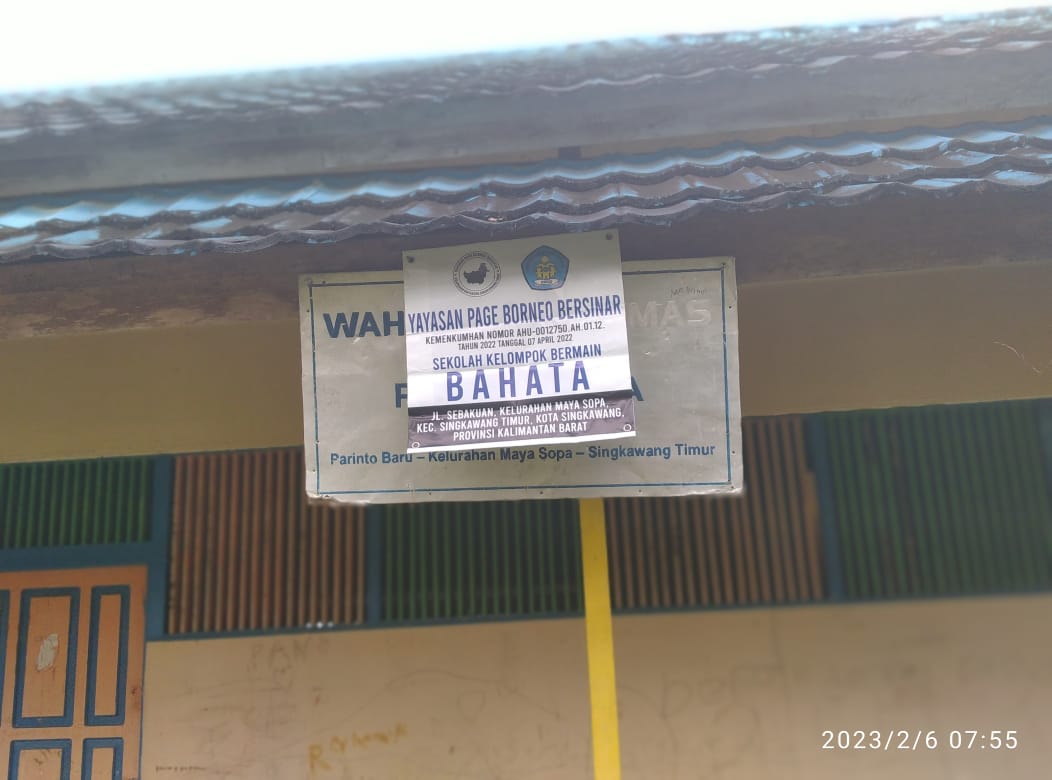 YAYASAN PAGE BORNEO BERSINAR
KEMENKUMHAN NOMOR AHU-0012750.AH.01.12.
TAHUN 2022 TANGGAL 07 APRIL 2022
SEKOLAH KELOMPOK BERMAIN
BAHATA
JL. SEBAKUAN, KELURAHAN MAYA SOPA,
KEC. SINGKAWANG TIMUR, KOTA SINGKAWANG,
PROVINSI KALIMANTAN BARAT
WAH MAS
Parinto Baru – Kelurahan Maya Sopa – Singkawang Timur
2023/2/6 07:55